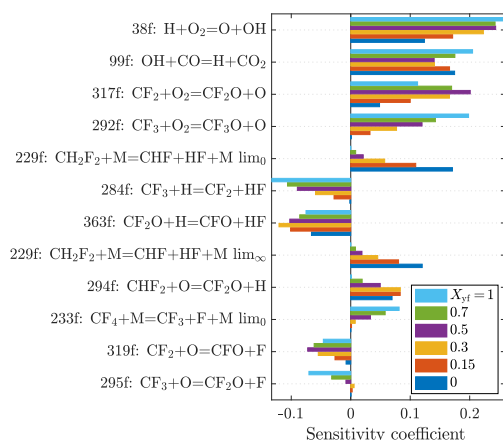 38f: H+O₂=O+OH
99f: OH+CO=H+CO₂
317f: CF₂+O₂=CF₂O+O
292f: CF₃+O₂=CF₃O+O
229f: CH₂F₂+M=CHF+HF+M lim₀
284f: CF₃+H=CF₂+HF
363f: CF₂O+H=CFO+HF
229f: CH₂F₂+M=CHF+HF+M lim∞
294f: CHF₂+O=CF₂O+H
233f: CF₄+M=CF₃+F+M lim₀
319f: CF₂+O=CFO+F
295f: CF₃+O=CF₂O+F
X_yf = 1
0.7
0.5
0.3
0.15
0
-0.1 0 0.1 0.2
Sensitivity coefficient